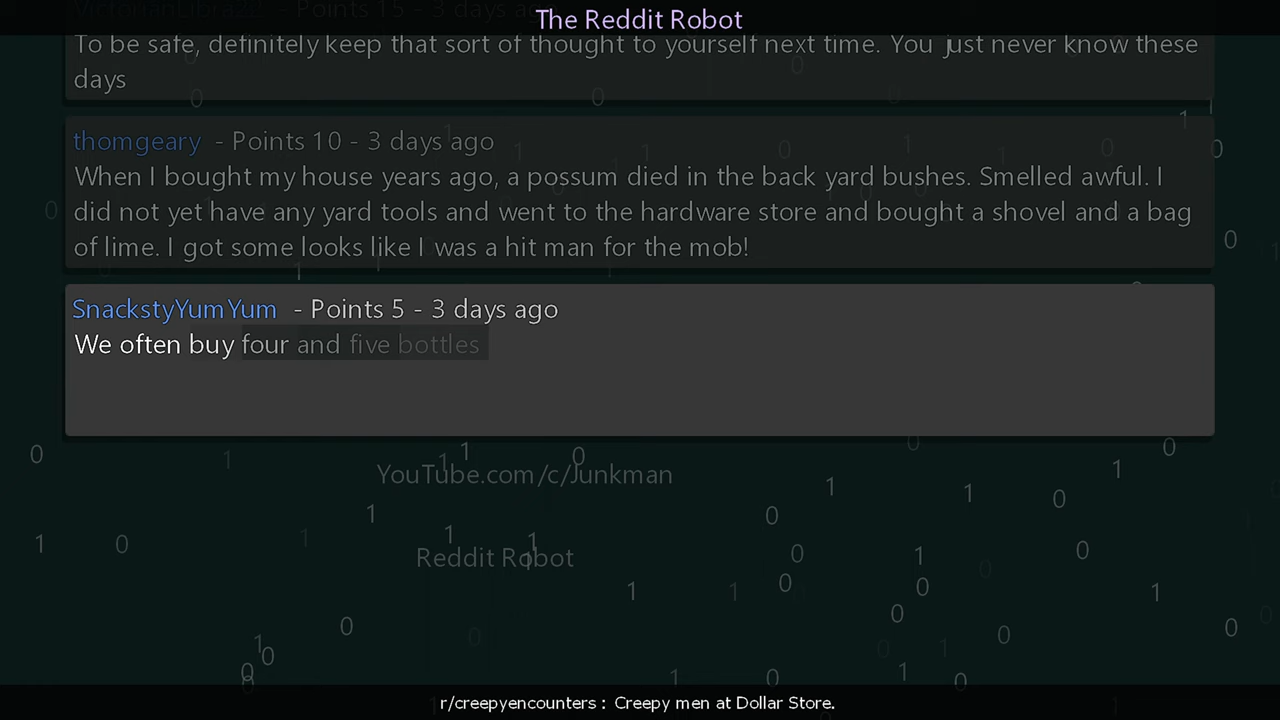 The Reddit Robot
- Points 15 - 3 days ago
To be safe, definitely keep that sort of thought to yourself next time. You just never know these
days
thomgeary - Points 10 - 3 days ago
When I bought my house years ago, a possum died in the back yard bushes. Smelled awful. I
did not yet have any yard tools and went to the hardware store and bought a shovel and a bag
of lime. I got some looks like I was a hit man for the mob!
SnackstyYumYum - Points 5 - 3 days ago
We often buy four and five bottles
YouTube.com/c/Junkman
Reddit Robot
r/creepyencounters : Creepy men at Dollar Store.